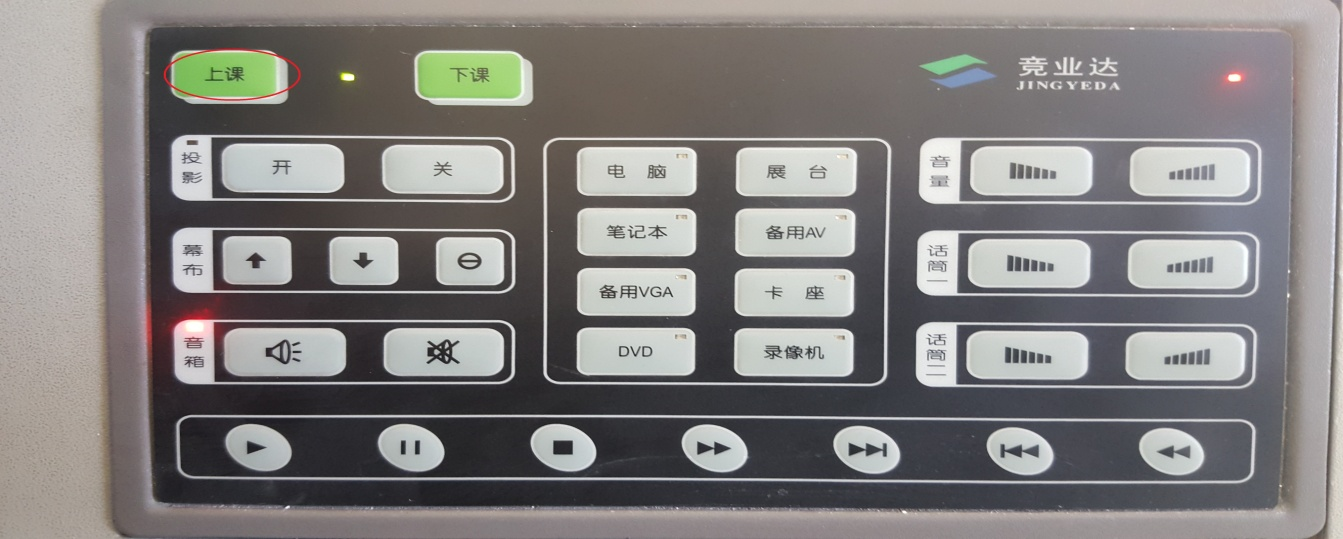 上课
下课
竞业达
JINGYEDA
投影
开
关
电脑
展台
音量
幕布
笔记本
备用AV
话筒一
备用VGA
卡座
音箱
DVD
录像机
话筒二